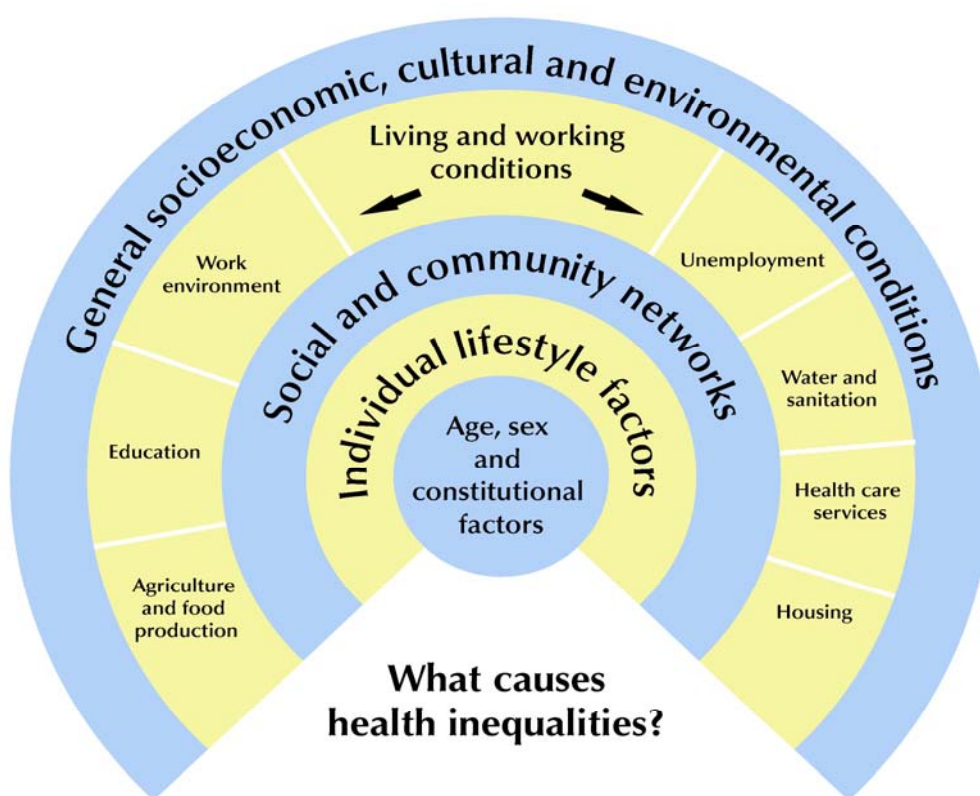 General socioeconomic, cultural and environmental conditions
Living and working
conditions
Work
environment
Education
Agriculture
and food
production
Unemployment
Water and
sanitation
Health care
services
Housing
Social and community networks
Individual lifestyle factors
Age, sex
and
constitutional
factors
What causes
health inequalities?